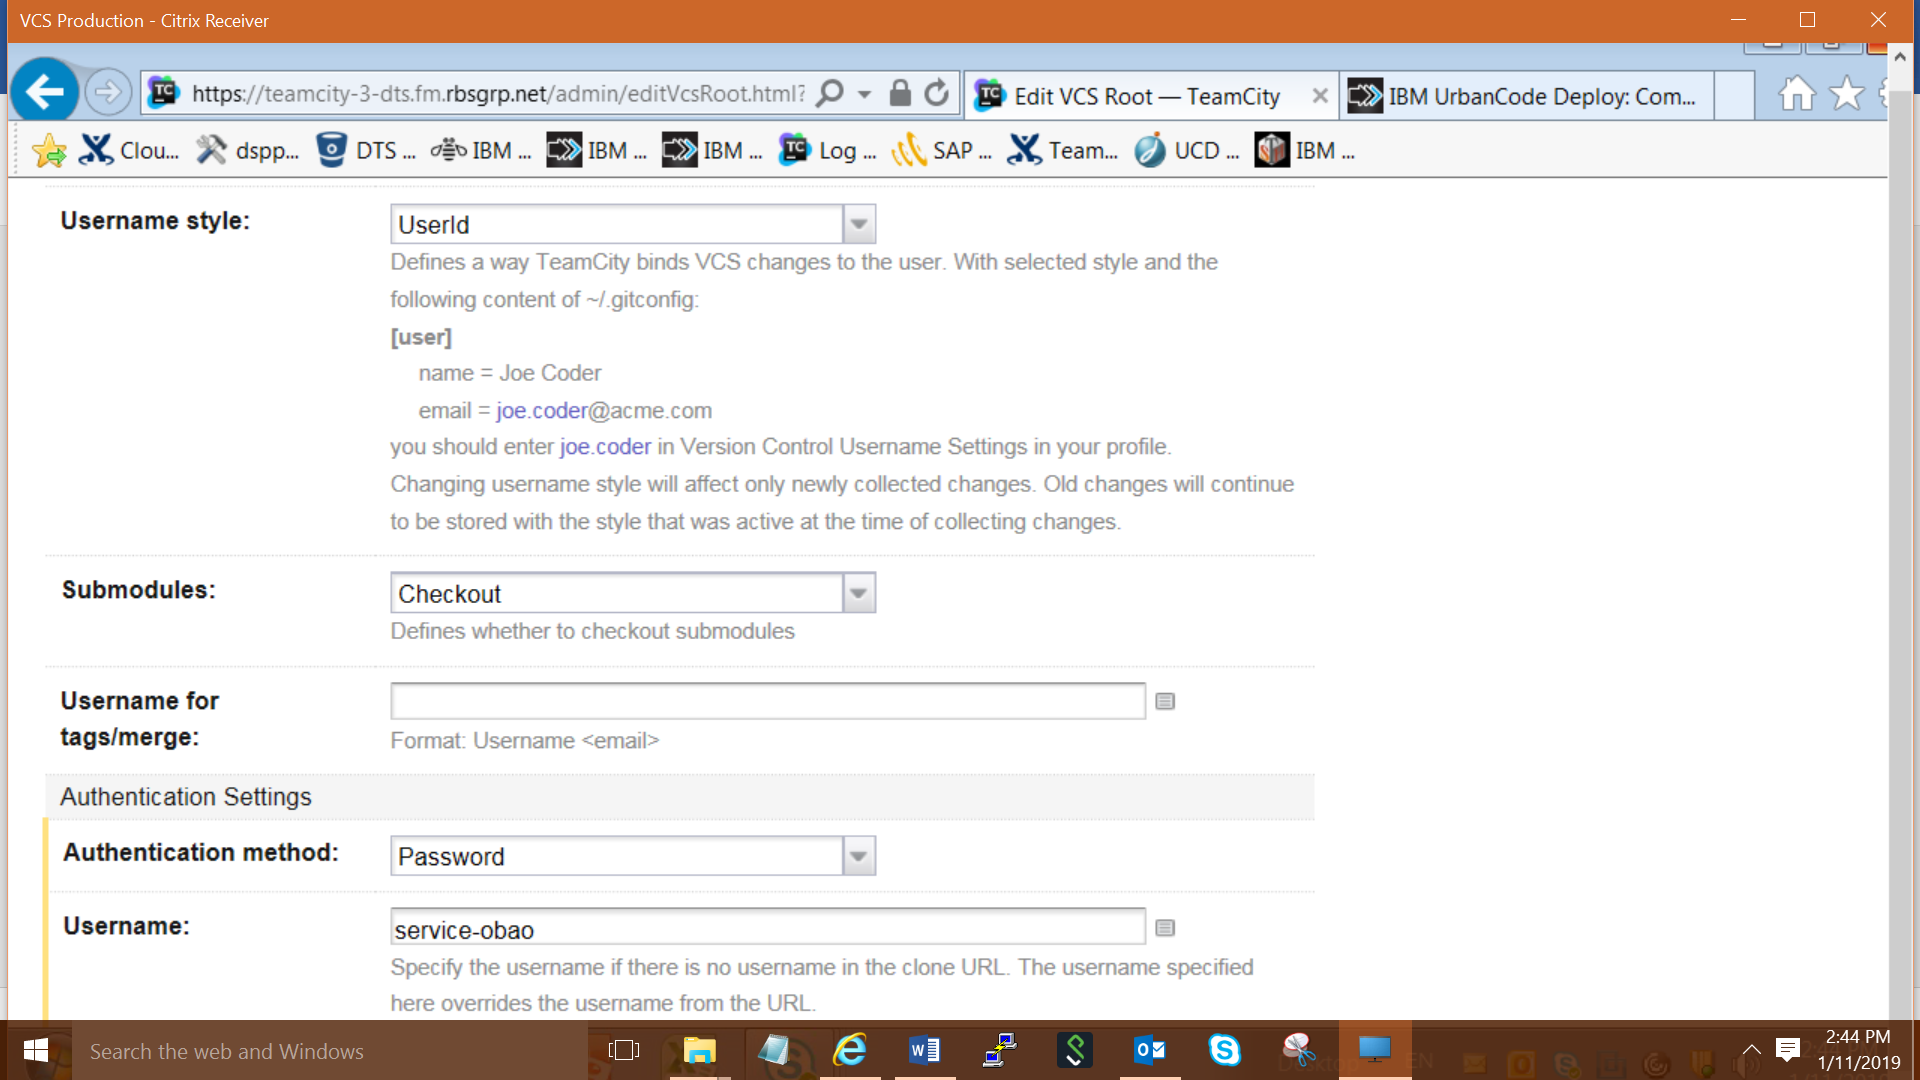 VCS Production - Citrix Receiver
https://teamcity-3-dts.fm.rbsgrp.net/admin/editVcsRoot.html?
Edit VCS Root — TeamCity
IBM UrbanCode Deploy: Com...
Clou... dspp... DTS ... IBM ... IBM ... IBM ... Log ... SAP ... Team... UCD ... IBM ...
Username style:
UserId
Defines a way TeamCity binds VCS changes to the user. With selected style and the
following content of ~/.gitconfig:
[user]
name = Joe Coder
email = joe.coder@acme.com
you should enter joe.coder in Version Control Username Settings in your profile.
Changing username style will affect only newly collected changes. Old changes will continue
to be stored with the style that was active at the time of collecting changes.
Submodules:
Checkout
Defines whether to checkout submodules
Username for
tags/merge:
Format: Username <email>
Authentication Settings
Authentication method:
Password
Username:
service-obao
Specify the username if there is no username in the clone URL. The username specified
here overrides the username from the URL.
Search the web and Windows
2:44 PM
1/11/2019